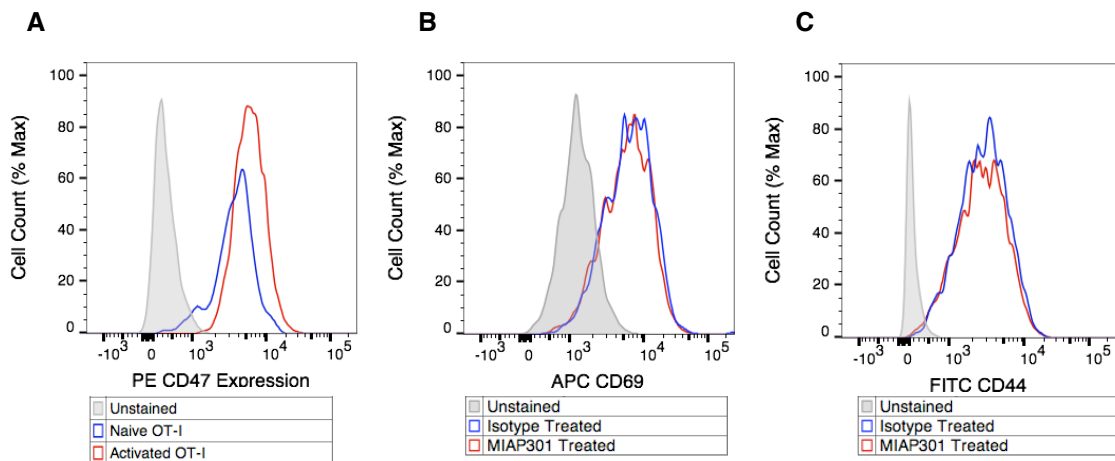 A
Cell Count (% Max)
100
80
60
40
20
0
-10³ 0 10³ 10⁴ 10⁵
PE CD47 Expression
Unstained
Naive OT-I
Activated OT-I
B
Cell Count (% Max)
100
80
60
40
20
0
-10³ 0 10³ 10⁴ 10⁵
APC CD69
Unstained
Isotype Treated
MIAP301 Treated
C
Cell Count (% Max)
100
80
60
40
20
0
-10³ 0 10³ 10⁴ 10⁵
FITC CD44
Unstained
Isotype Treated
MIAP301 Treated